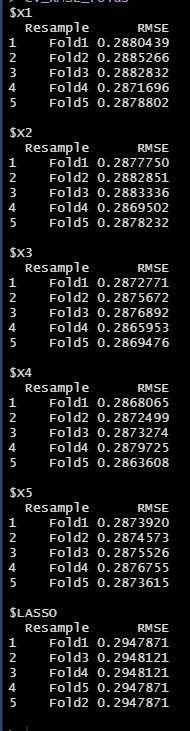 $X1
Resample RMSE
1 Fold1 0.2880439
2 Fold2 0.2885266
3 Fold3 0.2882832
4 Fold4 0.2871696
5 Fold5 0.2878802
$X2
Resample RMSE
1 Fold1 0.2877750
2 Fold2 0.2882851
3 Fold3 0.2883336
4 Fold4 0.2869502
5 Fold5 0.2878232
$X3
Resample RMSE
1 Fold1 0.2872771
2 Fold2 0.2875672
3 Fold3 0.2876892
4 Fold4 0.2865953
5 Fold5 0.2869476
$X4
Resample RMSE
1 Fold1 0.2868065
2 Fold2 0.2872499
3 Fold3 0.2873274
4 Fold4 0.2879725
5 Fold5 0.2863608
$X5
Resample RMSE
1 Fold1 0.2873920
2 Fold2 0.2874573
3 Fold3 0.2875526
4 Fold4 0.2876755
5 Fold5 0.2873615
$LASSO
Resample RMSE
1 Fold1 0.2947871
2 Fold3 0.2948121
3 Fold4 0.2948121
4 Fold5 0.2947871
5 Fold2 0.2947871